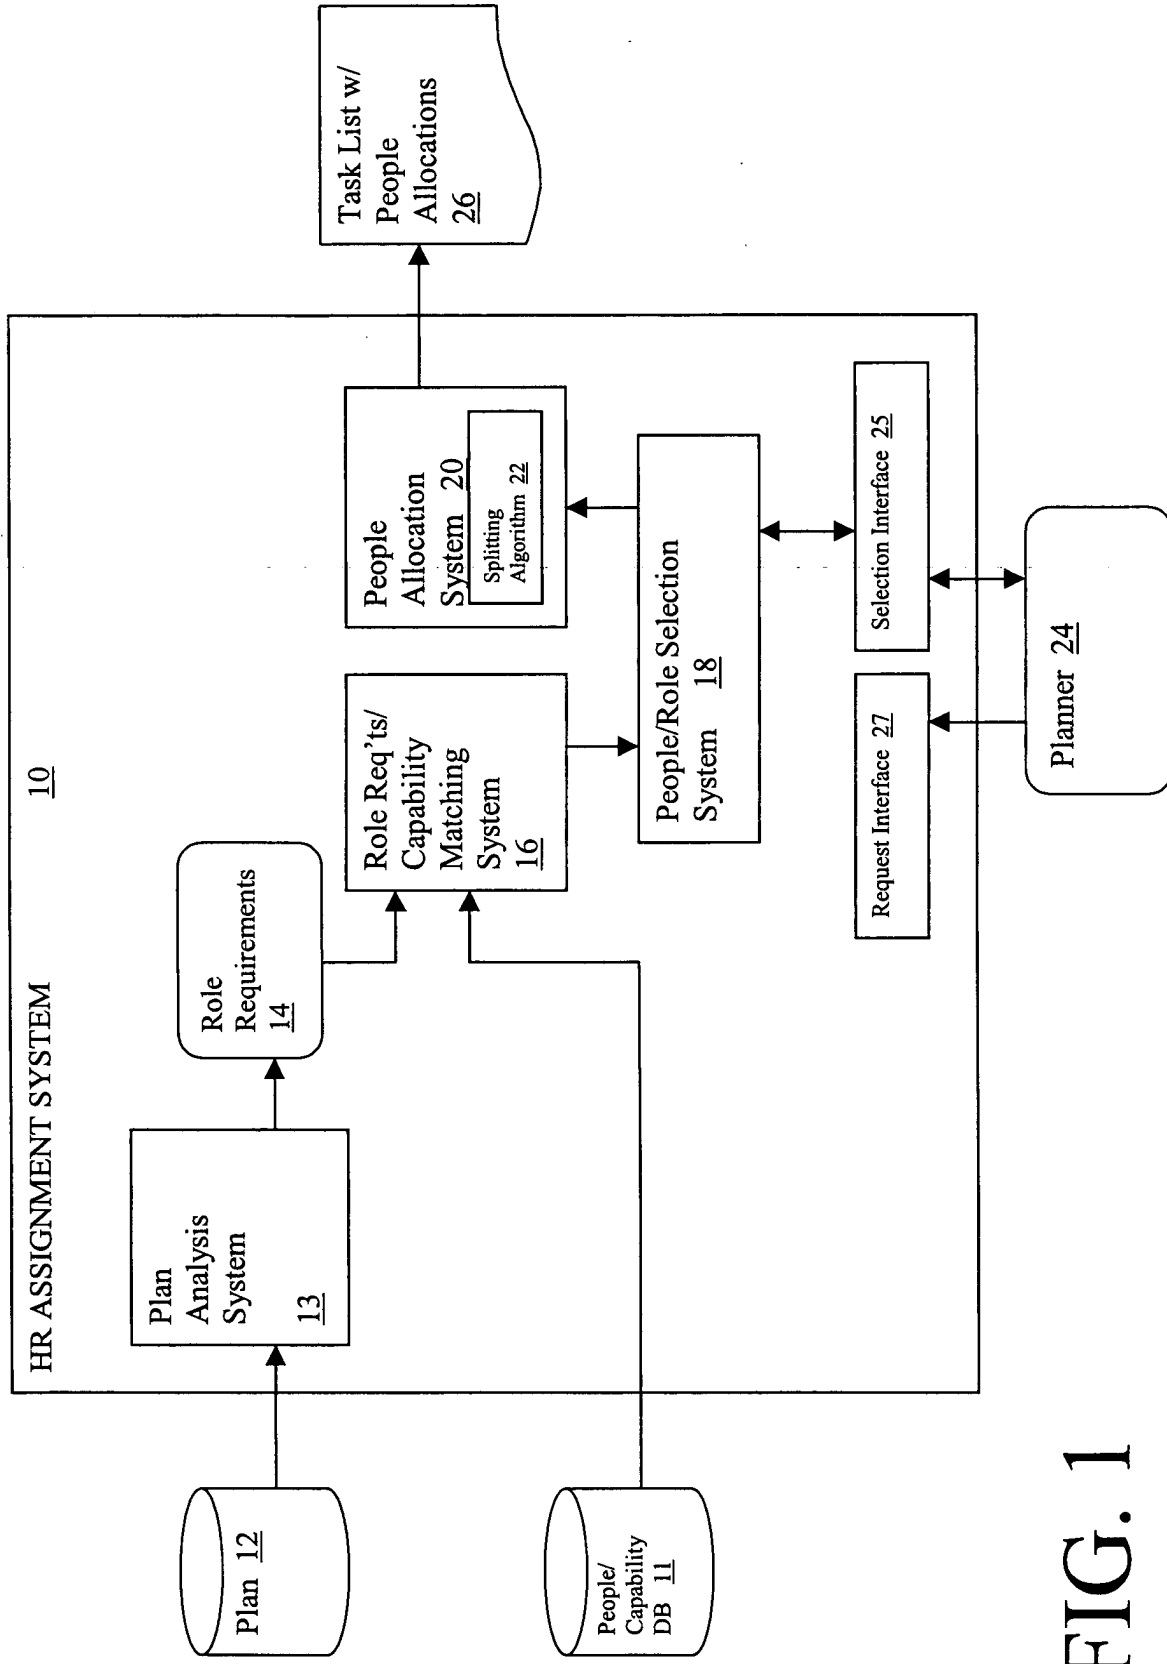 HR ASSIGNMENT SYSTEM
10
Plan 12
Plan
Analysis
System
13
Role
Requirements
14
People/
Capability
DB 11
Role Req'ts/
Capability
Matching
System
16
People
Allocation
System 20
Splitting
Algorithm 22
Task List w/
People
Allocations
26
People/Role Selection
System 18
Request Interface 27
Selection Interface 25
Planner 24
FIG. 1